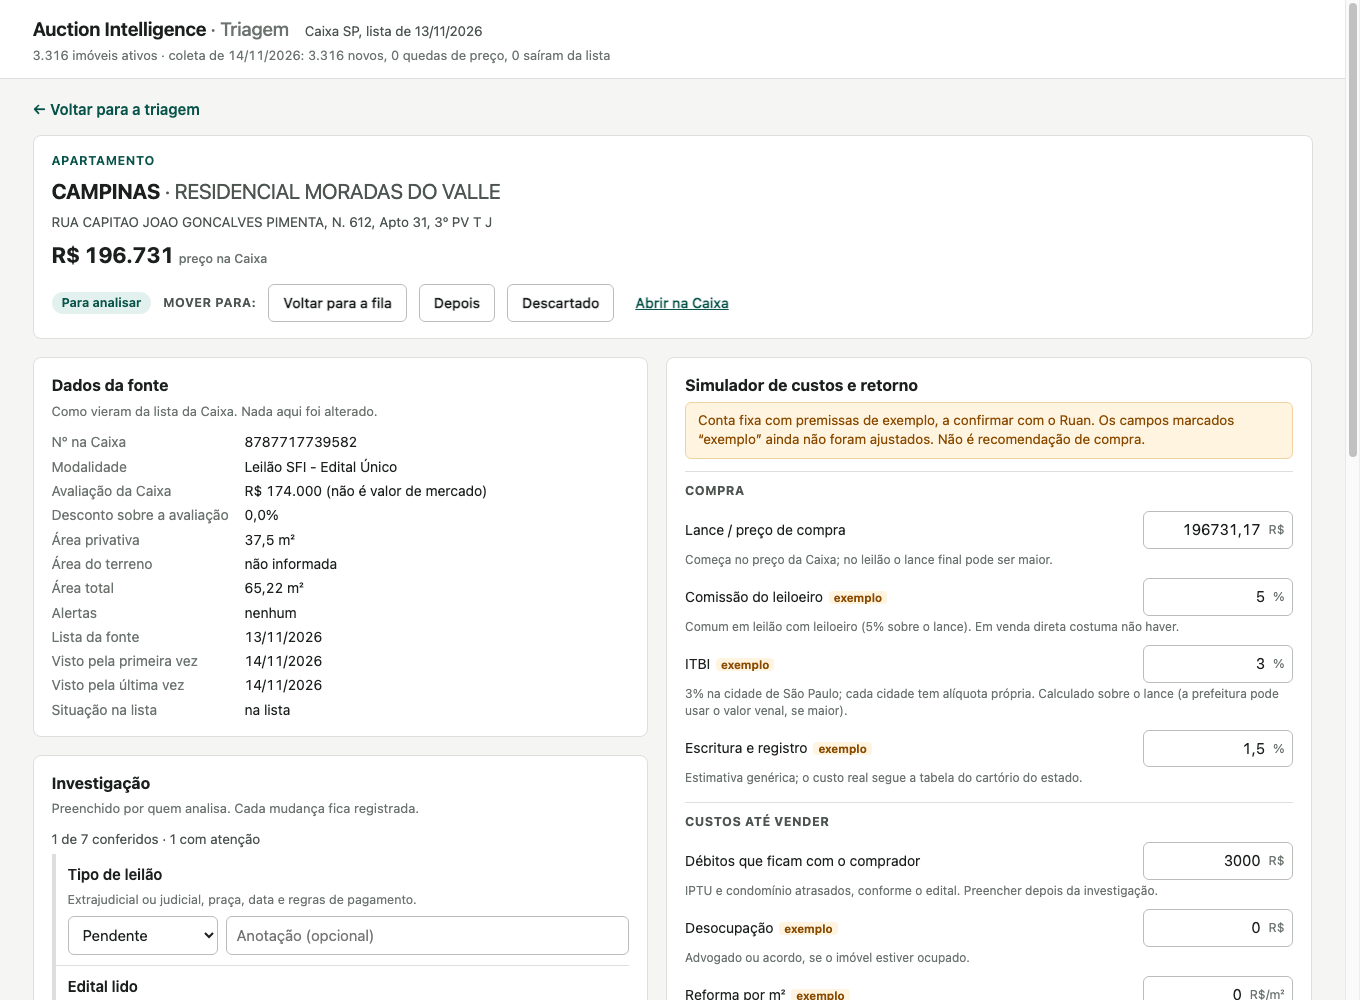 Auction Intelligence · Triagem Caixa SP, lista de 13/11/2026
3.316 imóveis ativos · coleta de 14/11/2026: 3.316 novos, 0 quedas de preço, 0 saíram da lista
← Voltar para a triagem
APARTAMENTO
CAMPINAS · RESIDENCIAL MORADAS DO VALLE
RUA CAPITAO JOAO GONCALVES PIMENTA, N. 612, Apto 31, 3º PV T J
R$ 196.731 preço na Caixa
Para analisar MOVER PARA: Voltar para a fila Depois Descartado Abrir na Caixa
Dados da fonte
Como vieram da lista da Caixa. Nada aqui foi alterado.
Nº na Caixa 8787717739582
Modalidade Leilão SFI - Edital Único
Avaliação da Caixa R$ 174.000 (não é valor de mercado)
Desconto sobre a avaliação 0,0%
Área privativa 37,5 m²
Área do terreno não informada
Área total 65,22 m²
Alertas nenhum
Lista da fonte 13/11/2026
Visto pela primeira vez 14/11/2026
Visto pela última vez 14/11/2026
Situação na lista na lista
Investigação
Preenchido por quem analisa. Cada mudança fica registrada.
1 de 7 conferidos · 1 com atenção
Tipo de leilão
Extrajudicial ou judicial, praça, data e regras de pagamento.
Pendente Anotação (opcional)
Edital lido
Simulador de custos e retorno
Conta fixa com premissas de exemplo, a confirmar com o Ruan. Os campos marcados
“exemplo” ainda não foram ajustados. Não é recomendação de compra.
COMPRA
Lance / preço de compra 196731,17 R$
Começa no preço da Caixa; no leilão o lance final pode ser maior.
Comissão do leiloeiro exemplo 5 %
Comum em leilão com leiloeiro (5% sobre o lance). Em venda direta costuma não haver.
ITBI exemplo 3 %
3% na cidade de São Paulo; cada cidade tem alíquota própria. Calculado sobre o lance (a prefeitura pode
usar o valor venal, se maior).
Escritura e registro exemplo 1,5 %
Estimativa genérica; o custo real segue a tabela do cartório do estado.
CUSTOS ATÉ VENDER
Débitos que ficam com o comprador 3000 R$
IPTU e condomínio atrasados, conforme o edital. Preencher depois da investigação.
Desocupação exemplo 0 R$
Advogado ou acordo, se o imóvel estiver ocupado.
Reforma por m² exemplo 0 R$/m²